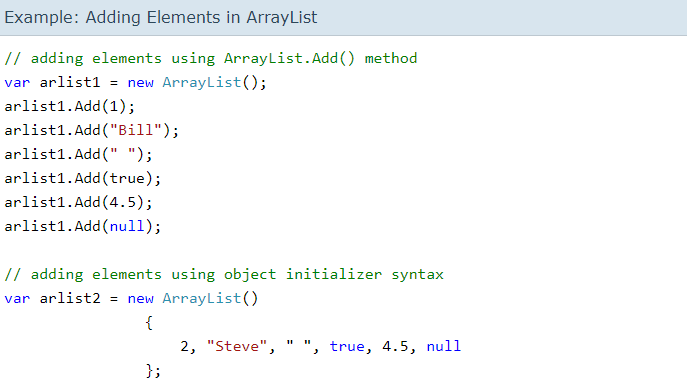 Example: Adding Elements in ArrayList
// adding elements using ArrayList.Add() method
var arlist1 = new ArrayList();
arlist1.Add(1);
arlist1.Add("Bill");
arlist1.Add(" ");
arlist1.Add(true);
arlist1.Add(4.5);
arlist1.Add(null);

// adding elements using object initializer syntax
var arlist2 = new ArrayList()
                {
                    2, "Steve", " ", true, 4.5, null
                };